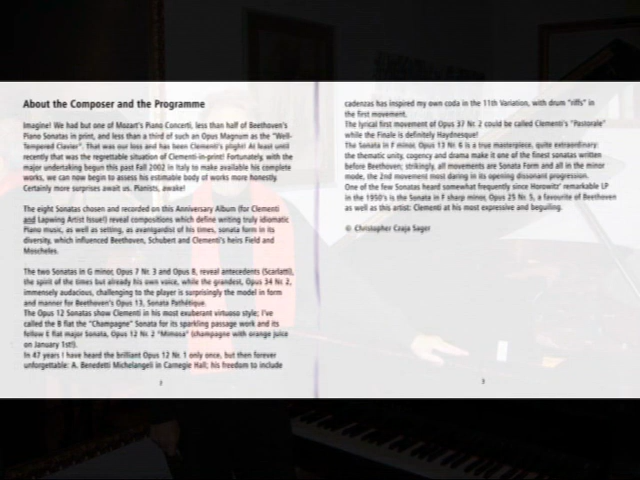 About the Composer and the Programme
Imagine! We had but one of Mozart's Piano Concerti, less than half of Beethoven's
Piano Sonatas in print, and less than a third of such an Opus Magnum as the "Well-
Tempered Clavier". That was our loss and has been Clementi's plight! At least until
recently that was the regrettable situation of Clementi-in-print! Fortunately, with the
major undertaking begun this past Fall 2002 in Italy to make available his complete
works, we can now begin to assess his estimable body of works more honestly.
Certainly more surprises await us. Pianists, awake!
The eight Sonatas chosen and recorded on this Anniversary Album (for Clementi
and Lapwing Artist Issue!) reveal compositions which define writing truly idiomatic
Piano music, as well as setting, as avantgardist of his times, sonata form in its
diversity, which influenced Beethoven, Schubert and Clementi's heirs Field and
Moscheles.
The two Sonatas in G minor, Opus 7 Nr. 3 and Opus 8, reveal antecedents (Scarlatti),
the spirit of the times but already his own voice, while the grandest, Opus 34 Nr. 2,
immensely audacious, challenging to the player is surprisingly the model in form
and manner for Beethoven's Opus 13, Sonata Pathétique.
The Opus 12 Sonatas show Clementi in his most exuberant virtuoso style; I've
called the B flat the "Champagne" Sonata for its sparkling passage work and its
fellow E flat major Sonata, Opus 12 Nr. 2 "Mimosa" (champagne with orange juice
on January 1st!).
In 47 years I have heard the brilliant Opus 12 Nr. 1 only once, but then forever
unforgettable: A. Benedetti Michelangeli in Carnegie Hall; his freedom to include
2
cadenzas has inspired my own coda in the 11th Variation, with drum "riffs" in
the first movement.
The lyrical first movement of Opus 37 Nr. 2 could be called Clementi's "Pastorale"
while the Finale is definitely Haydnesque!
The Sonata in F minor, Opus 13 Nr. 6 is a true masterpiece, quite extraordinary:
the thematic unity, cogency and drama make it one of the finest sonatas written
before Beethoven; strikingly, all movements are Sonata Form and all in the minor
mode, the 2nd movement most daring in its opening dissonant progression.
One of the few Sonatas heard somewhat frequently since Horowitz' remarkable LP
in the 1950's is the Sonata in F sharp minor, Opus 25 Nr. 5, a favourite of Beethoven
as well as this artist: Clementi at his most expressive and beguiling.
© Christopher Czaja Sager
3